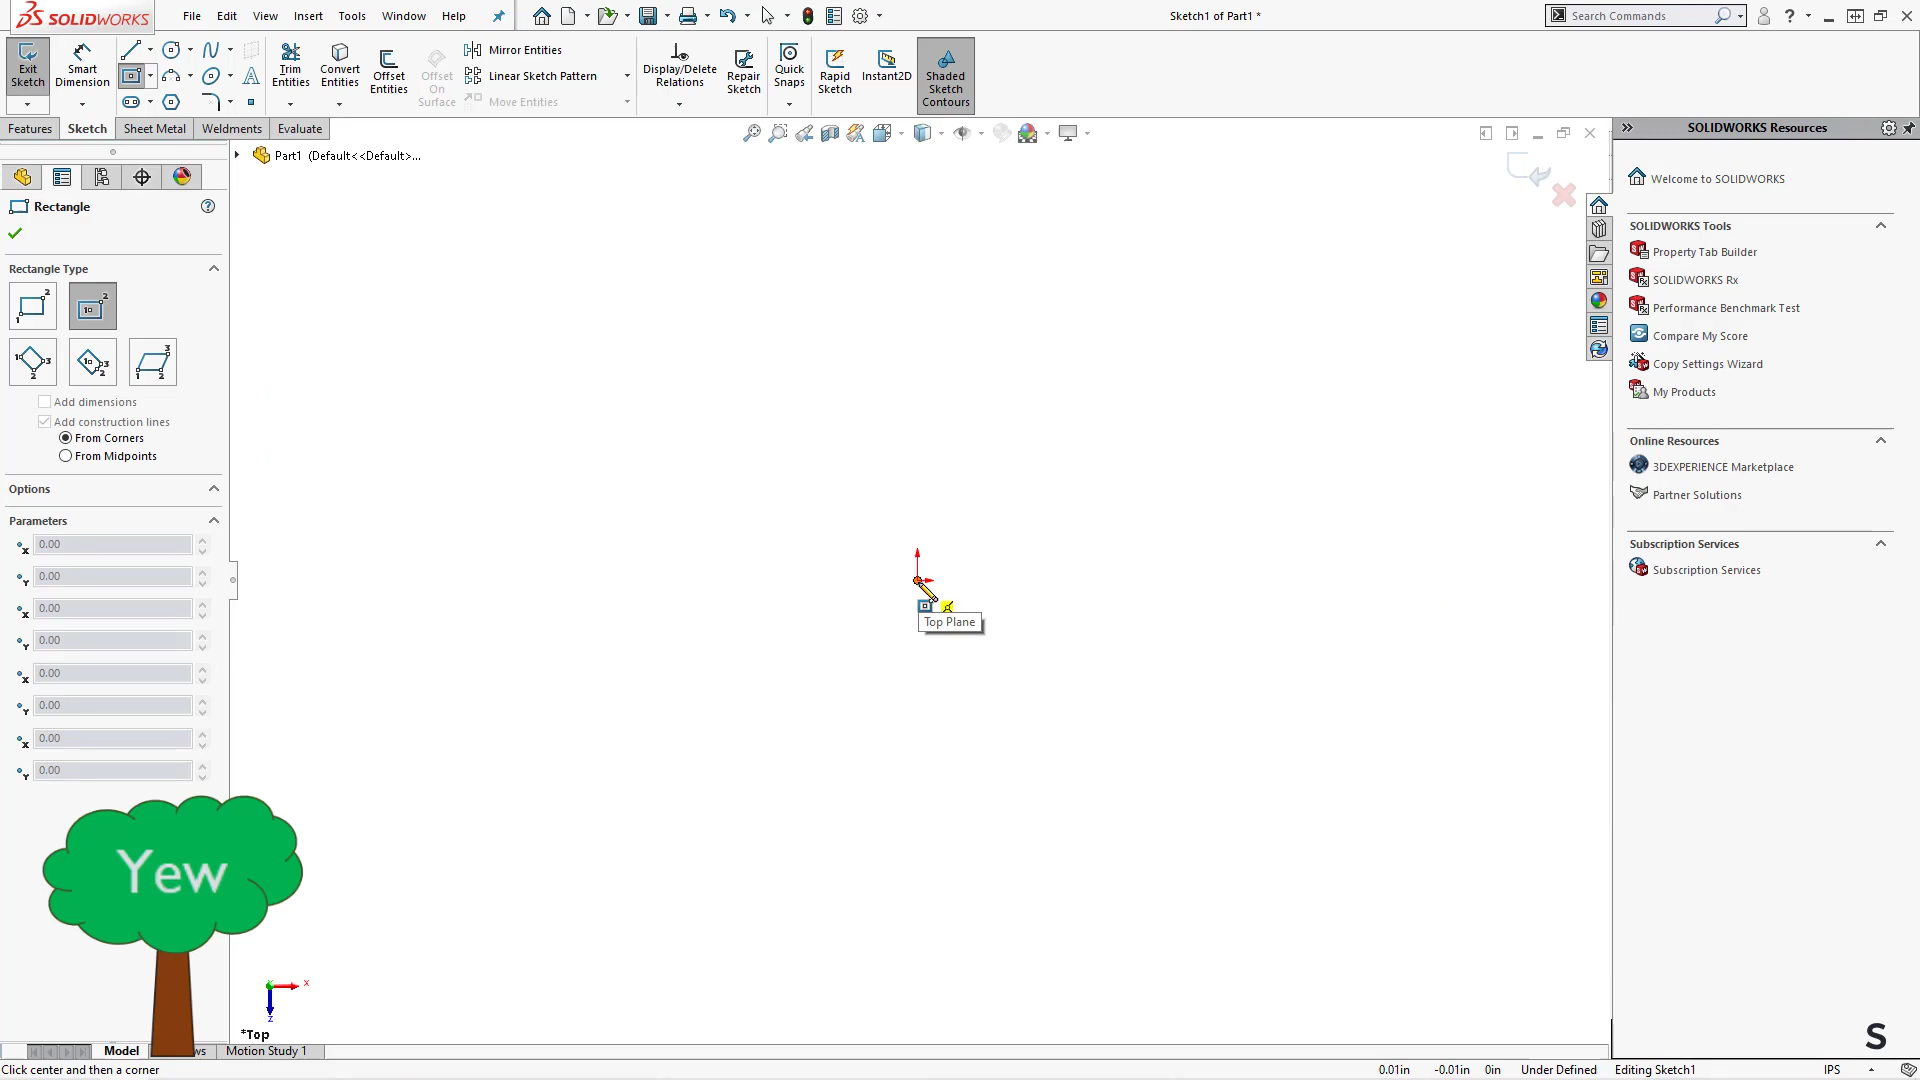 SOLIDWORKS
File Edit View Insert Tools Window Help
Sketch1 of Part1 *
Search Commands
Exit Sketch
Smart Dimension
Trim Entities
Convert Entities
Offset Entities
Offset On Surface
Mirror Entities
Linear Sketch Pattern
Move Entities
Display/Delete Relations
Repair Sketch
Quick Snaps
Rapid Sketch
Instant2D
Shaded Sketch Contours
Features Sketch Sheet Metal Weldments Evaluate
Part1 (Default<<Default>...
Rectangle
Rectangle Type
Add dimensions
Add construction lines
From Corners
From Midpoints
Options
Parameters
0.00
0.00
0.00
0.00
0.00
0.00
0.00
0.00
Yew
Top Plane
x
z
*Top
SOLIDWORKS Resources
Welcome to SOLIDWORKS
SOLIDWORKS Tools
Property Tab Builder
SOLIDWORKS Rx
Performance Benchmark Test
Compare My Score
Copy Settings Wizard
My Products
Online Resources
3DEXPERIENCE Marketplace
Partner Solutions
Subscription Services
Subscription Services
S
Model ws Motion Study 1
Click center and then a corner
0.01in -0.01in 0in Under Defined Editing Sketch1 IPS